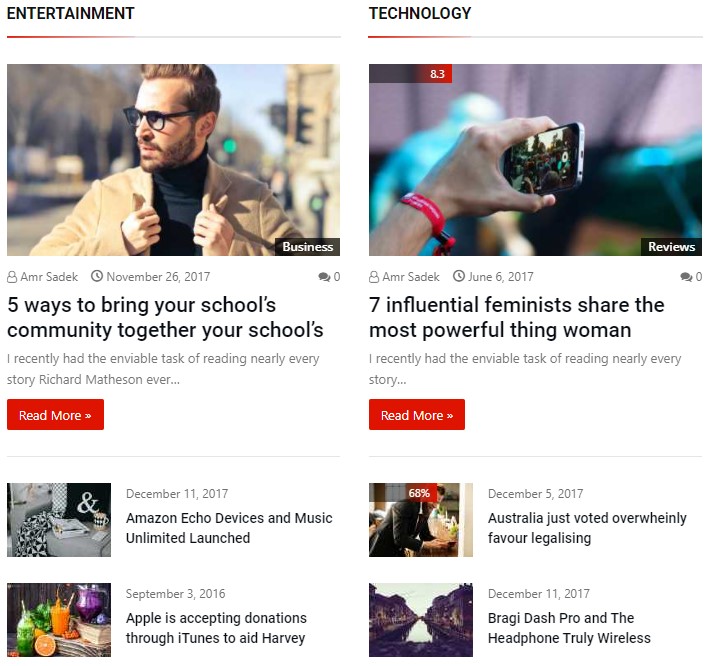 ENTERTAINMENT
Business
Amr Sadek November 26, 2017 0
5 ways to bring your school’s
community together your school’s
I recently had the enviable task of reading nearly every
story Richard Matheson ever...
Read More »
December 11, 2017
Amazon Echo Devices and Music
Unlimited Launched
&
September 3, 2016
Apple is accepting donations
through iTunes to aid Harvey
TECHNOLOGY
8.3
Reviews
Amr Sadek June 6, 2017 0
7 influential feminists share the
most powerful thing woman
I recently had the enviable task of reading nearly every
story...
Read More »
68%
December 5, 2017
Australia just voted overwheinly
favour legalising
December 11, 2017
Bragi Dash Pro and The
Headphone Truly Wireless